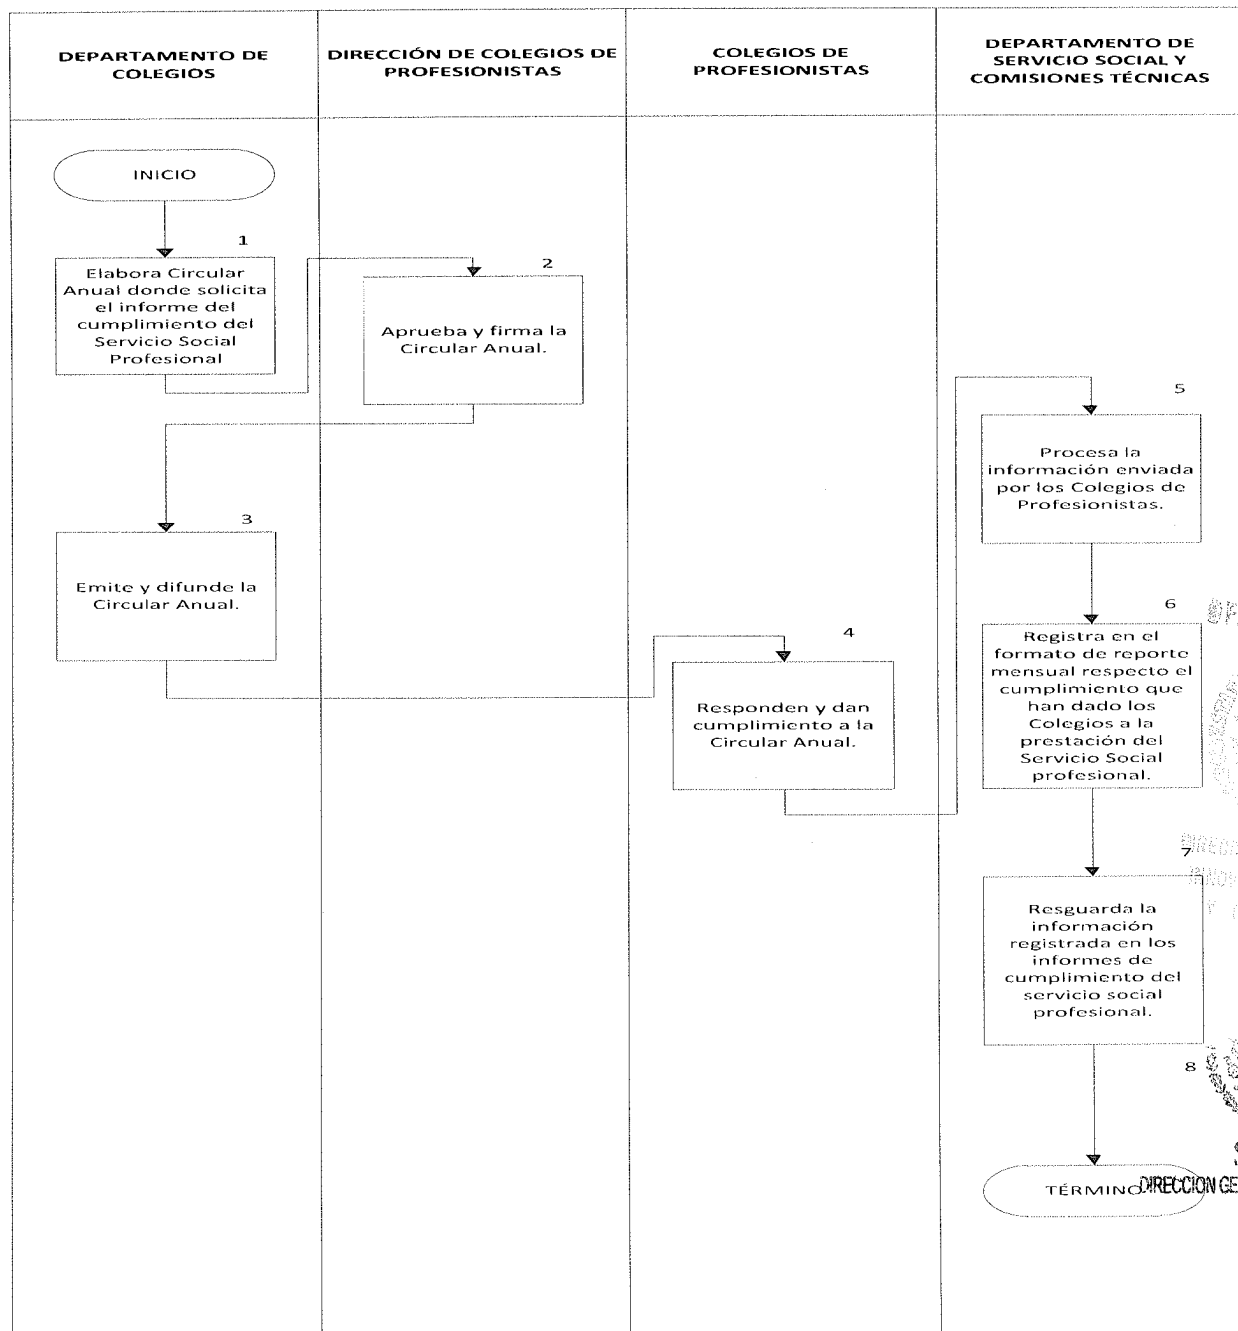 DEPARTAMENTO DE
COLEGIOS
DIRECCIÓN DE COLEGIOS DE
PROFESIONISTAS
COLEGIOS DE
PROFESIONISTAS
DEPARTAMENTO DE
SERVICIO SOCIAL Y
COMISIONES TÉCNICAS
INICIO
1
Elabora Circular
Anual donde solicita
el informe del
cumplimiento del
Servicio Social
Profesional
2
Aprueba y firma la
Circular Anual.
3
Emite y difunde la
Circular Anual.
4
Responden y dan
cumplimiento a la
Circular Anual.
5
Procesa la
información enviada
por los Colegios de
Profesionistas.
6
Registra en el
formato de reporte
mensual respecto el
cumplimiento que
han dado los
Colegios a la
prestación del
Servicio Social
profesional.
7
Resguarda la
información
registrada en los
informes de
cumplimiento del
servicio social
profesional.
8
TÉRMINO
DIRECCION GE